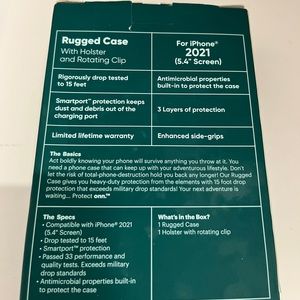 Rugged Case
With Holster
and Rotating Clip
For iPhone®
2021
(5.4" Screen)
Rigorously drop tested
to 15 feet
Antimicrobial properties
built-in to protect the case
Smartport™ protection keeps
dust and debris out of the
charging port
3 Layers of protection
Limited lifetime warranty
Enhanced side-grips
The Basics
Act boldly knowing your phone will survive anything you throw at it. You
need a phone case that can keep up with your adventurous lifestyle. Don't
let the risk of total-phone-destruction hold you back any longer! Our Rugged
Case gives you heavy-duty protection from the elements with 15 foot drop
protection that exceeds military drop standards! Your next adventure is
waiting... Protect onn.™
The Specs
• Compatible with iPhone® 2021
(5.4" Screen)
• Drop tested to 15 feet
• Smartport™ protection
• Passed 33 performance and
quality tests. Exceeds military
drop standards
• Antimicrobial properties built-in
to protect the case
What's in the Box?
1 Rugged Case
1 Holster with rotating clip